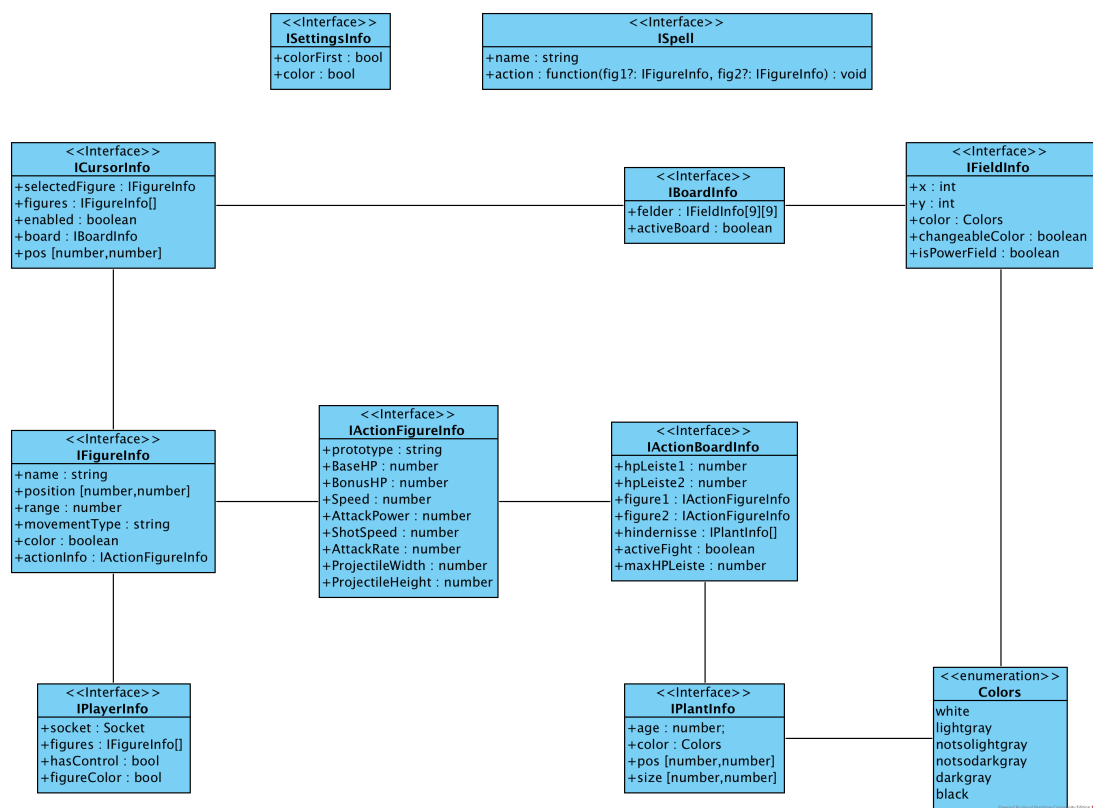 <<Interface>>
ISettingsInfo
+colorFirst : bool
+color : bool
<<Interface>>
ISpell
+name : string
+action : function(fig1?: IFigureInfo, fig2?: IFigureInfo) : void
<<Interface>>
ICursorInfo
+selectedFigure : IFigureInfo
+figures : IFigureInfo[]
+enabled : boolean
+board : IBoardInfo
+pos [number,number]
<<Interface>>
IBoardInfo
+felder : IFieldInfo[9][9]
+activeBoard : boolean
<<Interface>>
IFieldInfo
+x : int
+y : int
+color : Colors
+changeableColor : boolean
+isPowerField : boolean
<<Interface>>
IFigureInfo
+name : string
+position [number,number]
+range : number
+movementType : string
+color : boolean
+actionInfo : IActionFigureInfo
<<Interface>>
IActionFigureInfo
+prototype : string
+BaseHP : number
+BonusHP : number
+Speed : number
+AttackPower : number
+ShotSpeed : number
+AttackRate : number
+ProjectileWidth : number
+ProjectileHeight : number
<<Interface>>
IActionBoardInfo
+hpLeiste1 : number
+hpLeiste2 : number
+figure1 : IActionFigureInfo
+figure2 : IActionFigureInfo
+hindernisse : IPlantInfo[]
+activeFight : boolean
+maxHPLeiste : number
<<Interface>>
IPlayerInfo
+socket : Socket
+figures : IFigureInfo[]
+hasControl : bool
+figureColor : bool
<<Interface>>
IPlantInfo
+age : number;
+color : Colors
+pos [number,number]
+size [number,number]
<<enumeration>>
Colors
white
lightgray
notsolightgray
notsodarkgray
darkgray
black